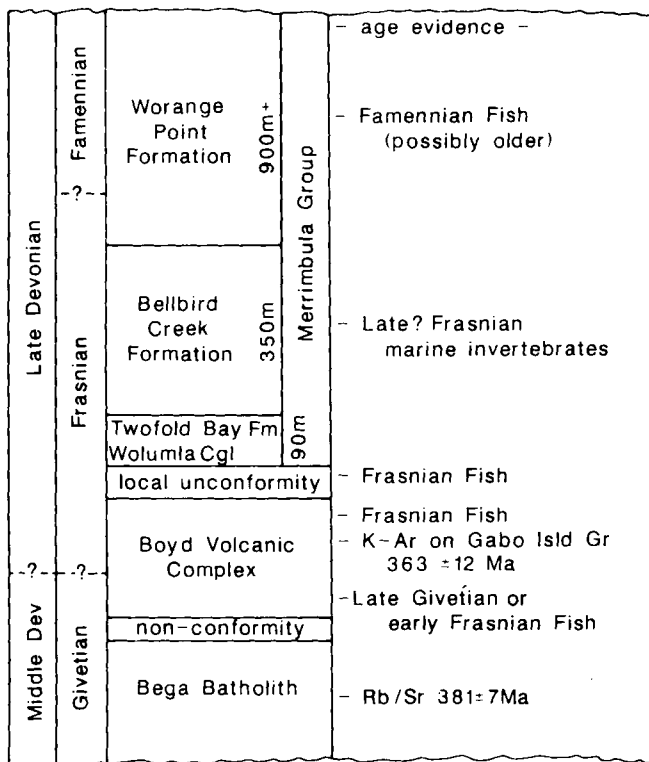 - age evidence -
Famennian
Worange
Point
Formation
900m+
- Famennian Fish
(possibly older)
-?-
Late Devonian
Merrimbula Group
Frasnian
Bellbird
Creek
Formation
350m
- Late? Frasnian
marine invertebrates
Twofold Bay Fm
Wolumla Cgl
90m
local unconformity
- Frasnian Fish
- Frasnian Fish
Boyd Volcanic
Complex
- K-Ar on Gabo Isld Gr
363 ±12 Ma
-?-
-?-
- Late Givetian or
early Frasnian Fish
non-conformity
Middle Dev
Givetian
Bega Batholith
- Rb/Sr 381±7Ma